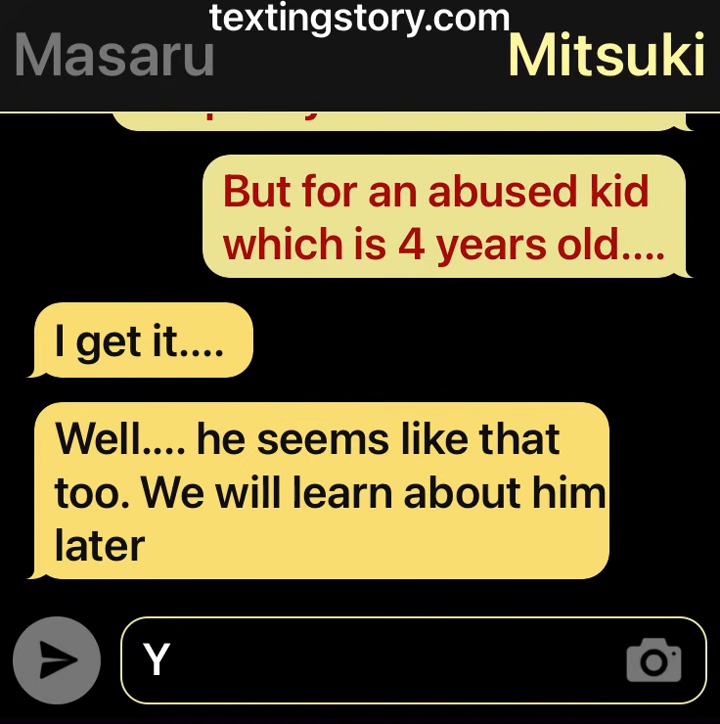 textingstory.com
Masaru
Mitsuki
But for an abused kid
which is 4 years old....
I get it....
Well.... he seems like that
too. We will learn about him
later
Y